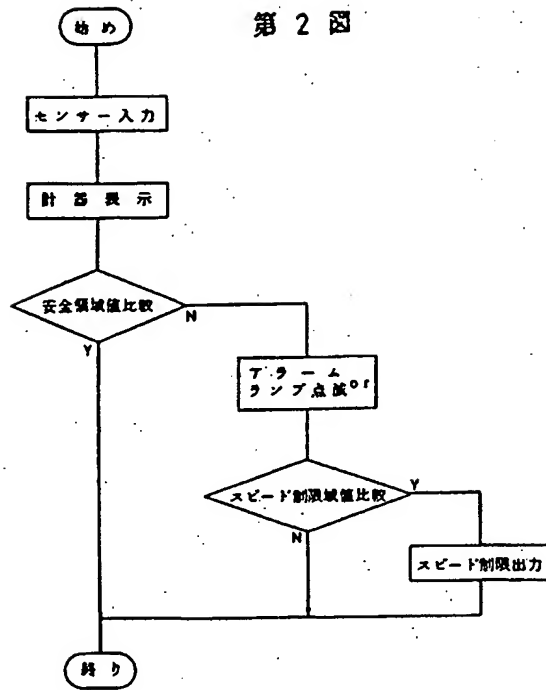 第2図
始め
センサー入力
計器表示
安全領域値比較
N
Y
アラーム or
ランプ点滅
スピード制限域値比較
Y
N
スピード制限出力
終り